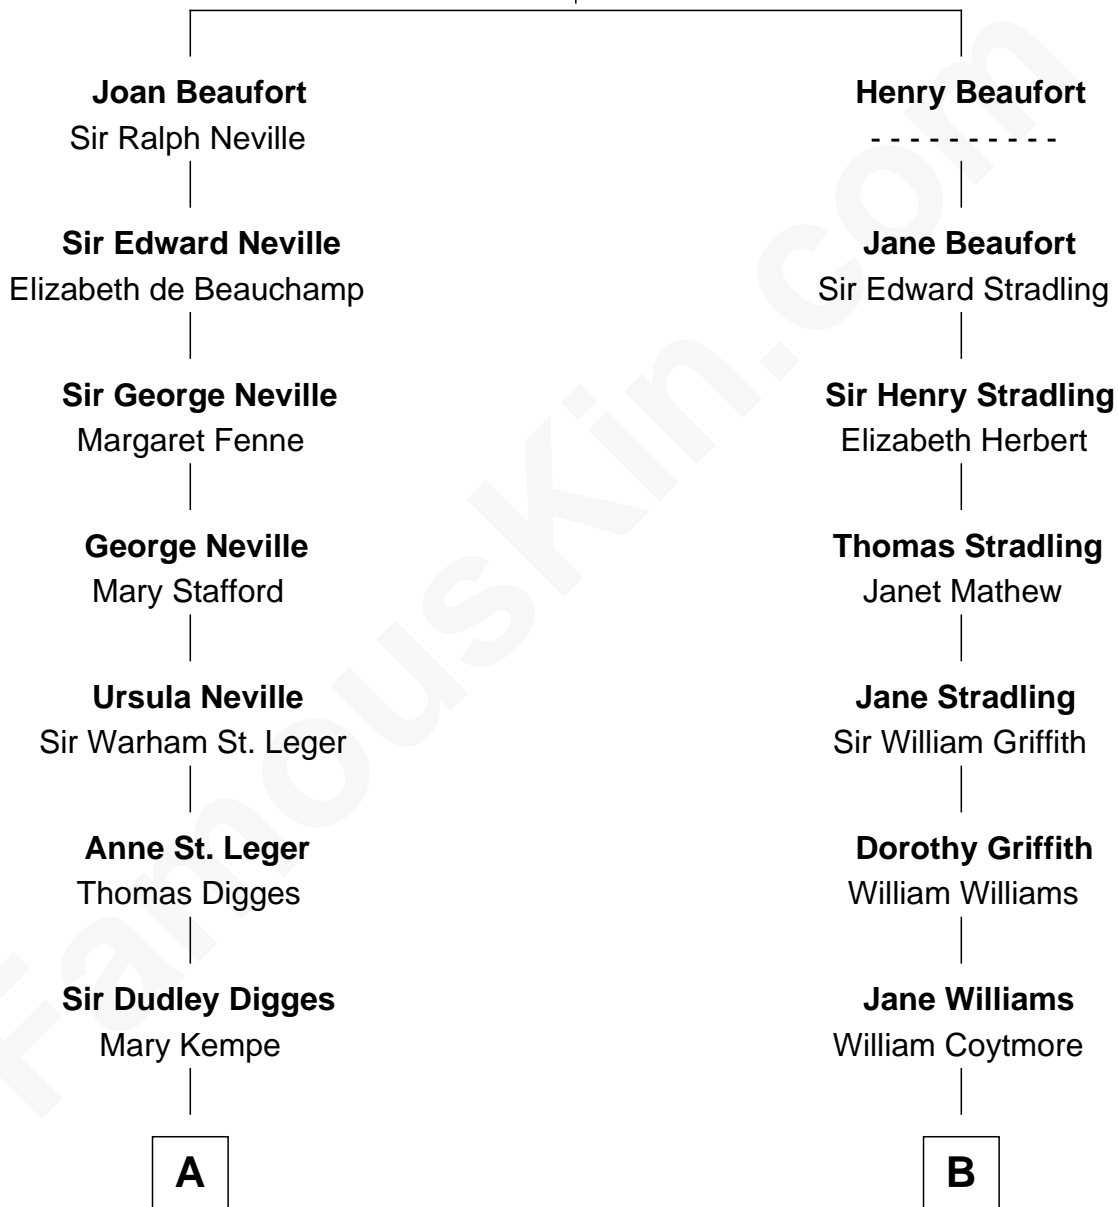 Joan Beaufort
Sir Ralph Neville
Sir Edward Neville
Elizabeth de Beauchamp
Sir George Neville
Margaret Fenne
George Neville
Mary Stafford
Ursula Neville
Sir Warham St. Leger
Anne St. Leger
Thomas Digges
Sir Dudley Digges
Mary Kempe
A
Henry Beaufort
- - - - - - - - - -
Jane Beaufort
Sir Edward Stradling
Sir Henry Stradling
Elizabeth Herbert
Thomas Stradling
Janet Mathew
Jane Stradling
Sir William Griffith
Dorothy Griffith
William Williams
Jane Williams
William Coytmore
B
FamousKin.com